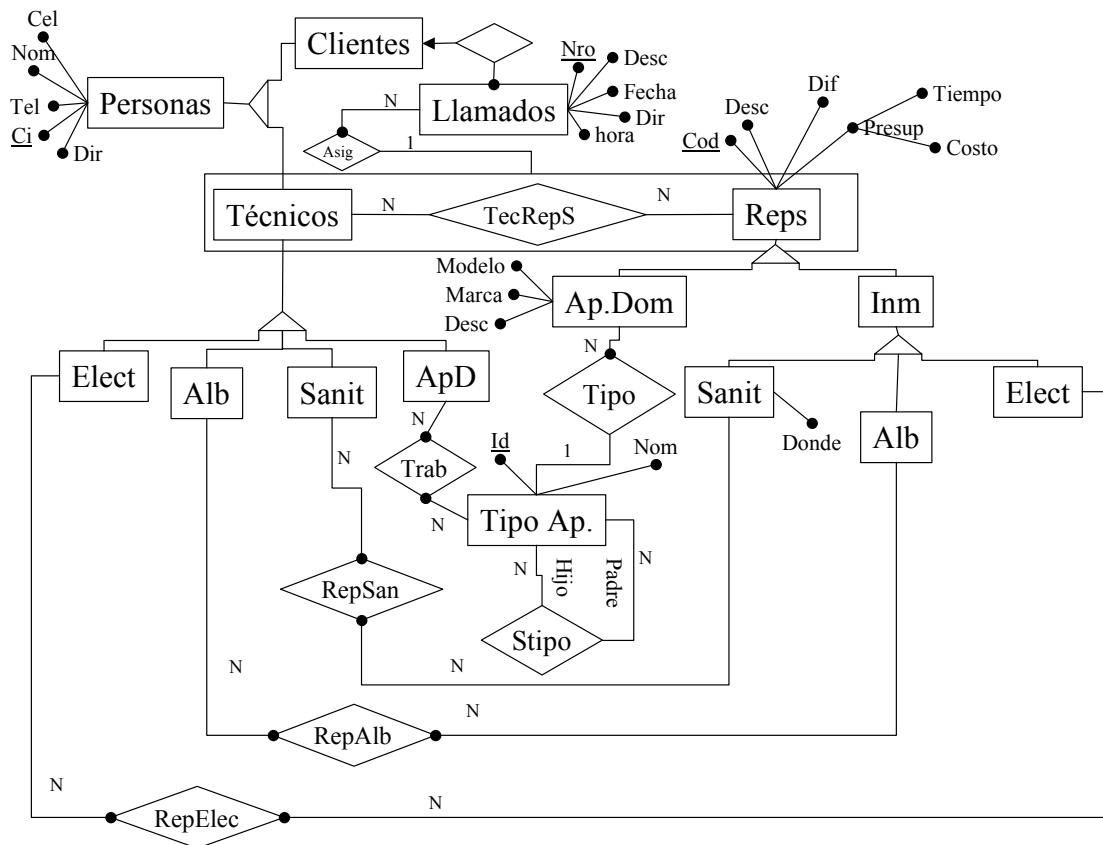 Cel
Clientes
Nom
Nro
Desc
Personas
Tel
N
Llamados
Fecha
Dif
Tiempo
Desc
Dir
Presup
Ci
Asig
1
hora
Cod
Costo
Dir
Técnicos
N
TecRepS
N
Reps
Modelo
Marca
Desc
Ap.Dom
Inm
Elect
Alb
Sanit
ApD
N
Tipo
Sanit
Elect
N
Donde
Alb
N
Trab
Id
1
Nom
N
Tipo Ap.
N
Hijo
Padre
N
RepSan
Stipo
N
N
N
RepAlb
N
N
RepElec